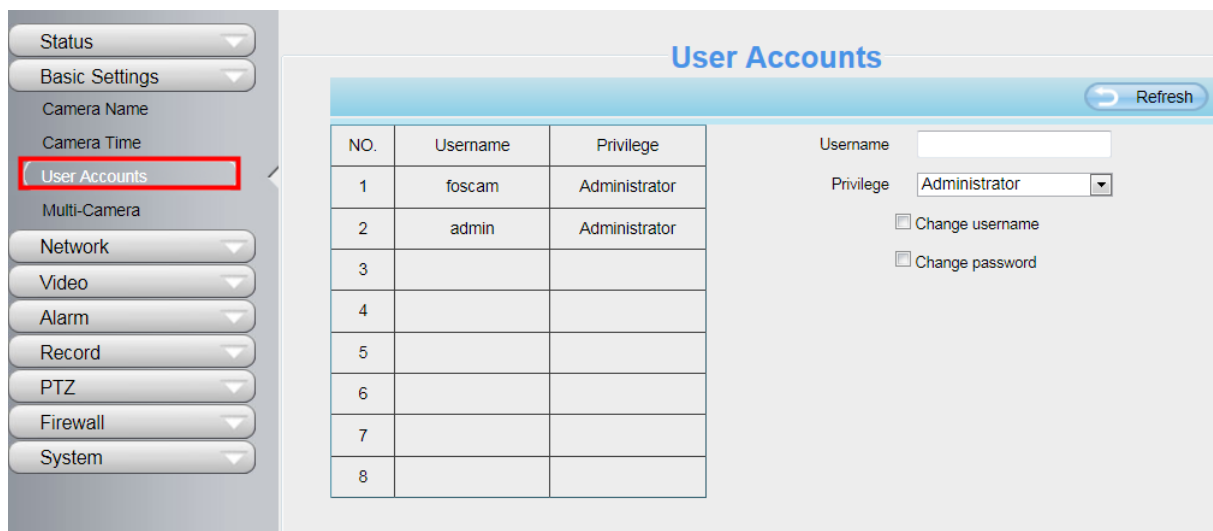 Status
Basic Settings
Camera Name
Camera Time
User Accounts
Multi-Camera
Network
Video
Alarm
Record
PTZ
Firewall
System
User Accounts
Refresh
NO. Username Privilege
1 foscam Administrator
2 admin Administrator
3
4
5
6
7
8
Username
Privilege Administrator
Change username
Change password